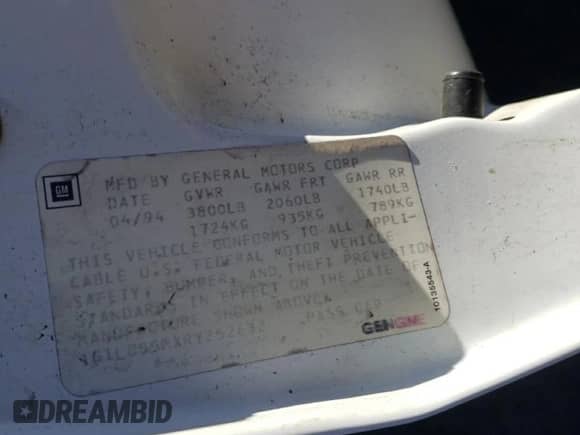 GM
MFD BY GENERAL MOTORS CORP
DATE GVWR GAWR FRT GAWR RR
04/94 3800LB 2060LB 1740LB
1724KG 935KG 789KG
THIS VEHICLE CONFORMS TO ALL APPLI-
CABLE U.S. FEDERAL MOTOR VEHICLE
SAFETY, BUMPER, AND THEFT PREVENTION
STANDARDS IN EFFECT ON THE DATE OF
MANUFACTURE SHOWN ABOVE.
PASS CAR
GENUINE
10135543-A
DREAMBID